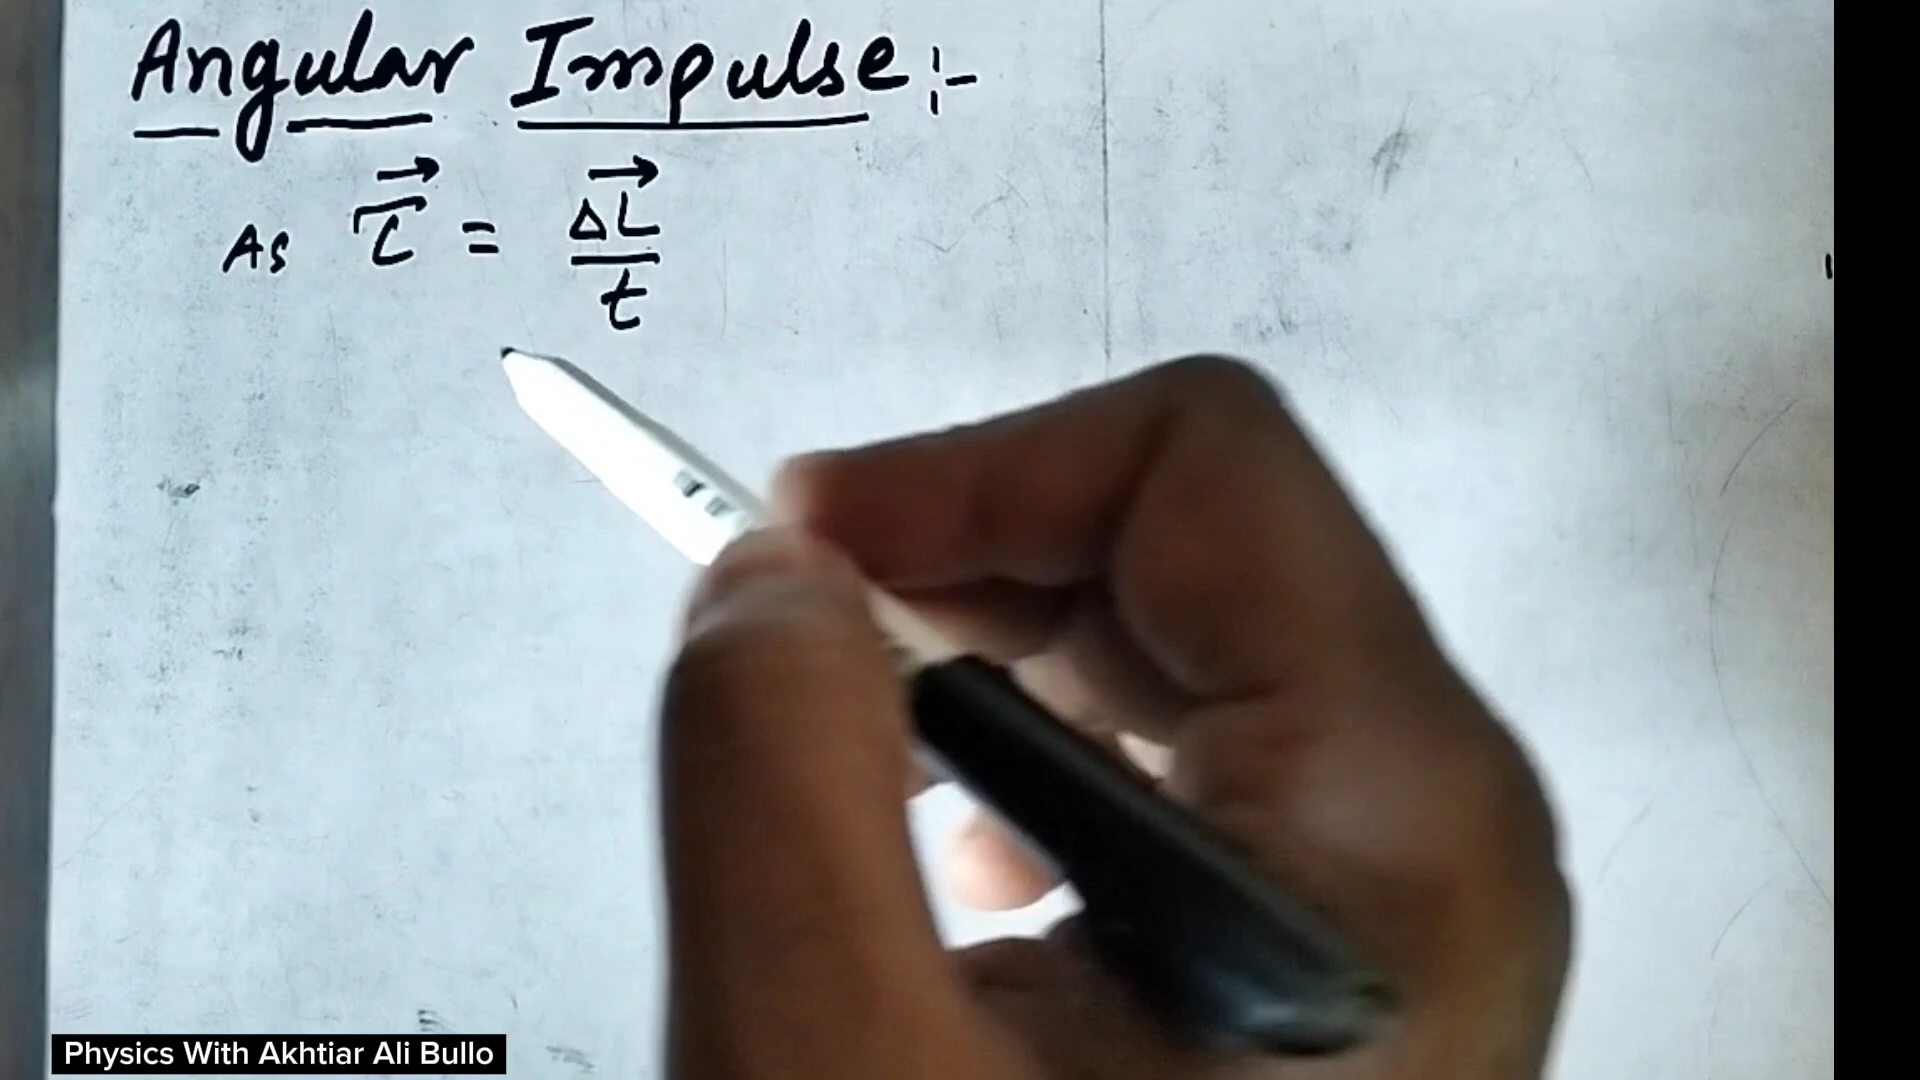 Angular Impulse :-
As τ⃗ = ΔL⃗ / t
Physics With Akhtiar Ali Bullo